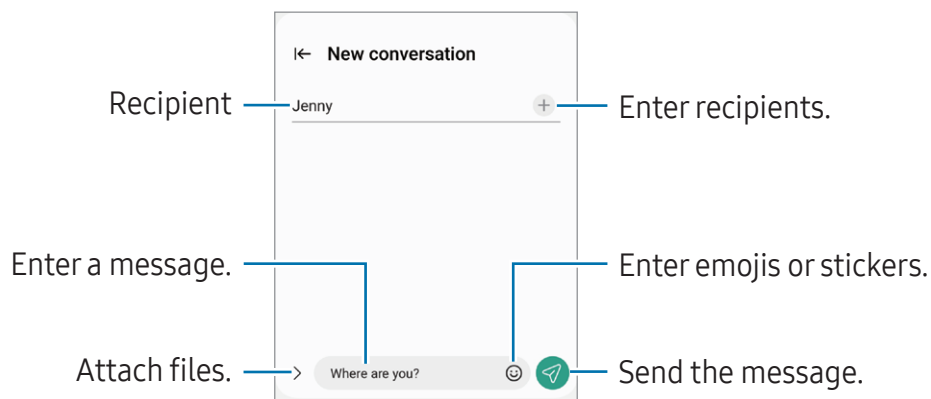 New conversation
Recipient
Jenny
Enter recipients.
Enter a message.
Enter emojis or stickers.
Attach files.
Where are you?
Send the message.